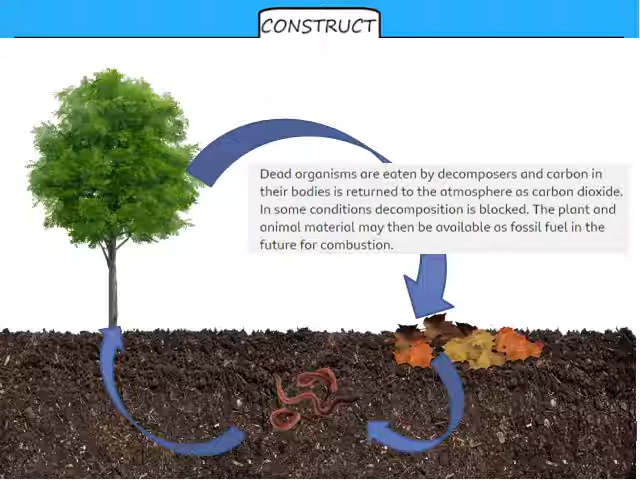 CONSTRUCT
Dead organisms are eaten by decomposers and carbon in
their bodies is returned to the atmosphere as carbon dioxide.
In some conditions decomposition is blocked. The plant and
animal material may then be available as fossil fuel in the
future for combustion.